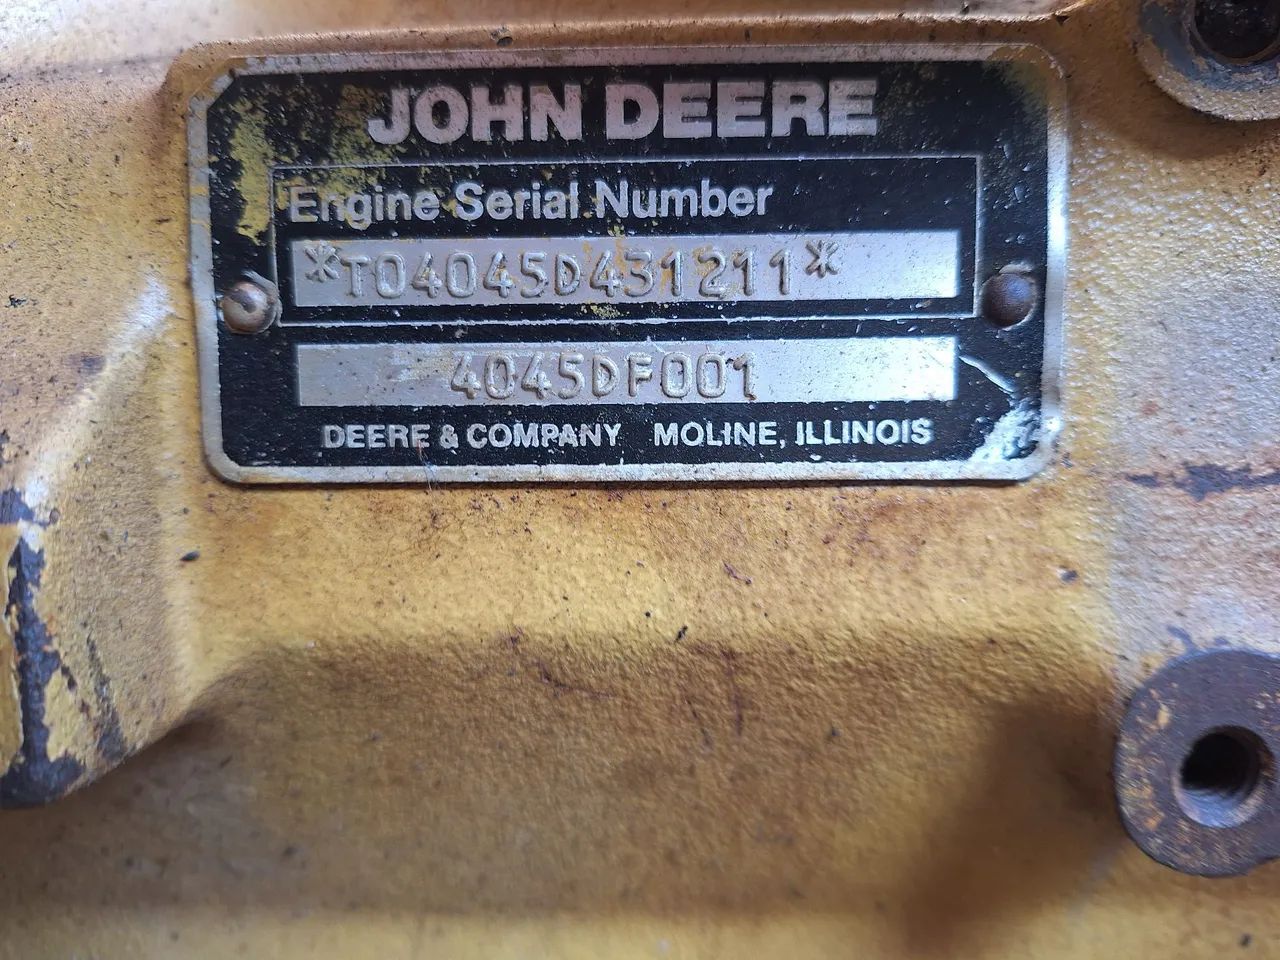 JOHN DEERE
Engine Serial Number
*T04045D431211*
4045DF001
DEERE & COMPANY MOLINE, ILLINOIS